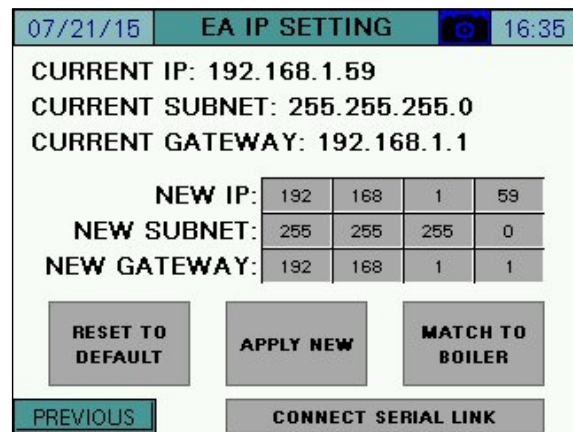 07/21/15 EA IP SETTING 16:35
CURRENT IP: 192.168.1.59
CURRENT SUBNET: 255.255.255.0
CURRENT GATEWAY: 192.168.1.1
NEW IP: 192 168 1 59
NEW SUBNET: 255 255 255 0
NEW GATEWAY: 192 168 1 1
RESET TO DEFAULT
APPLY NEW
MATCH TO BOILER
PREVIOUS CONNECT SERIAL LINK